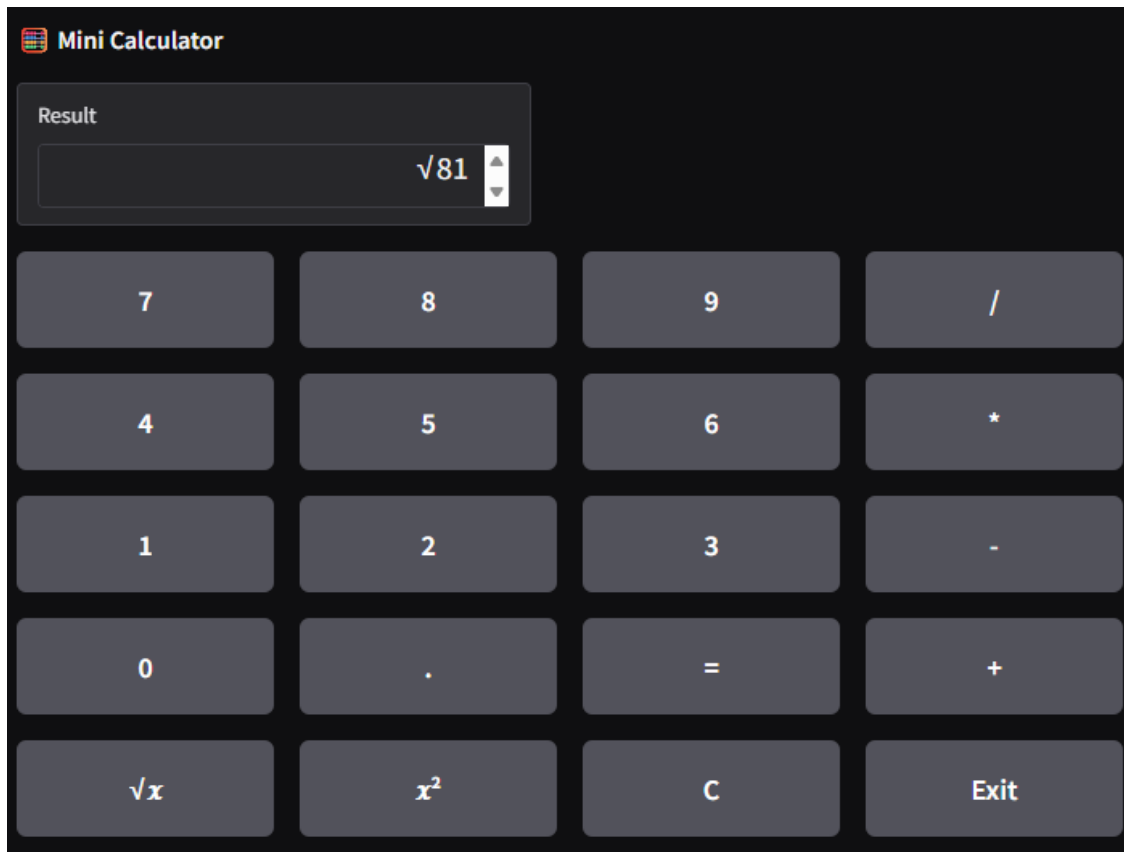 Mini Calculator
Result
√81
7 8 9 /
4 5 6 *
1 2 3 -
0 . = +
√x x² C Exit